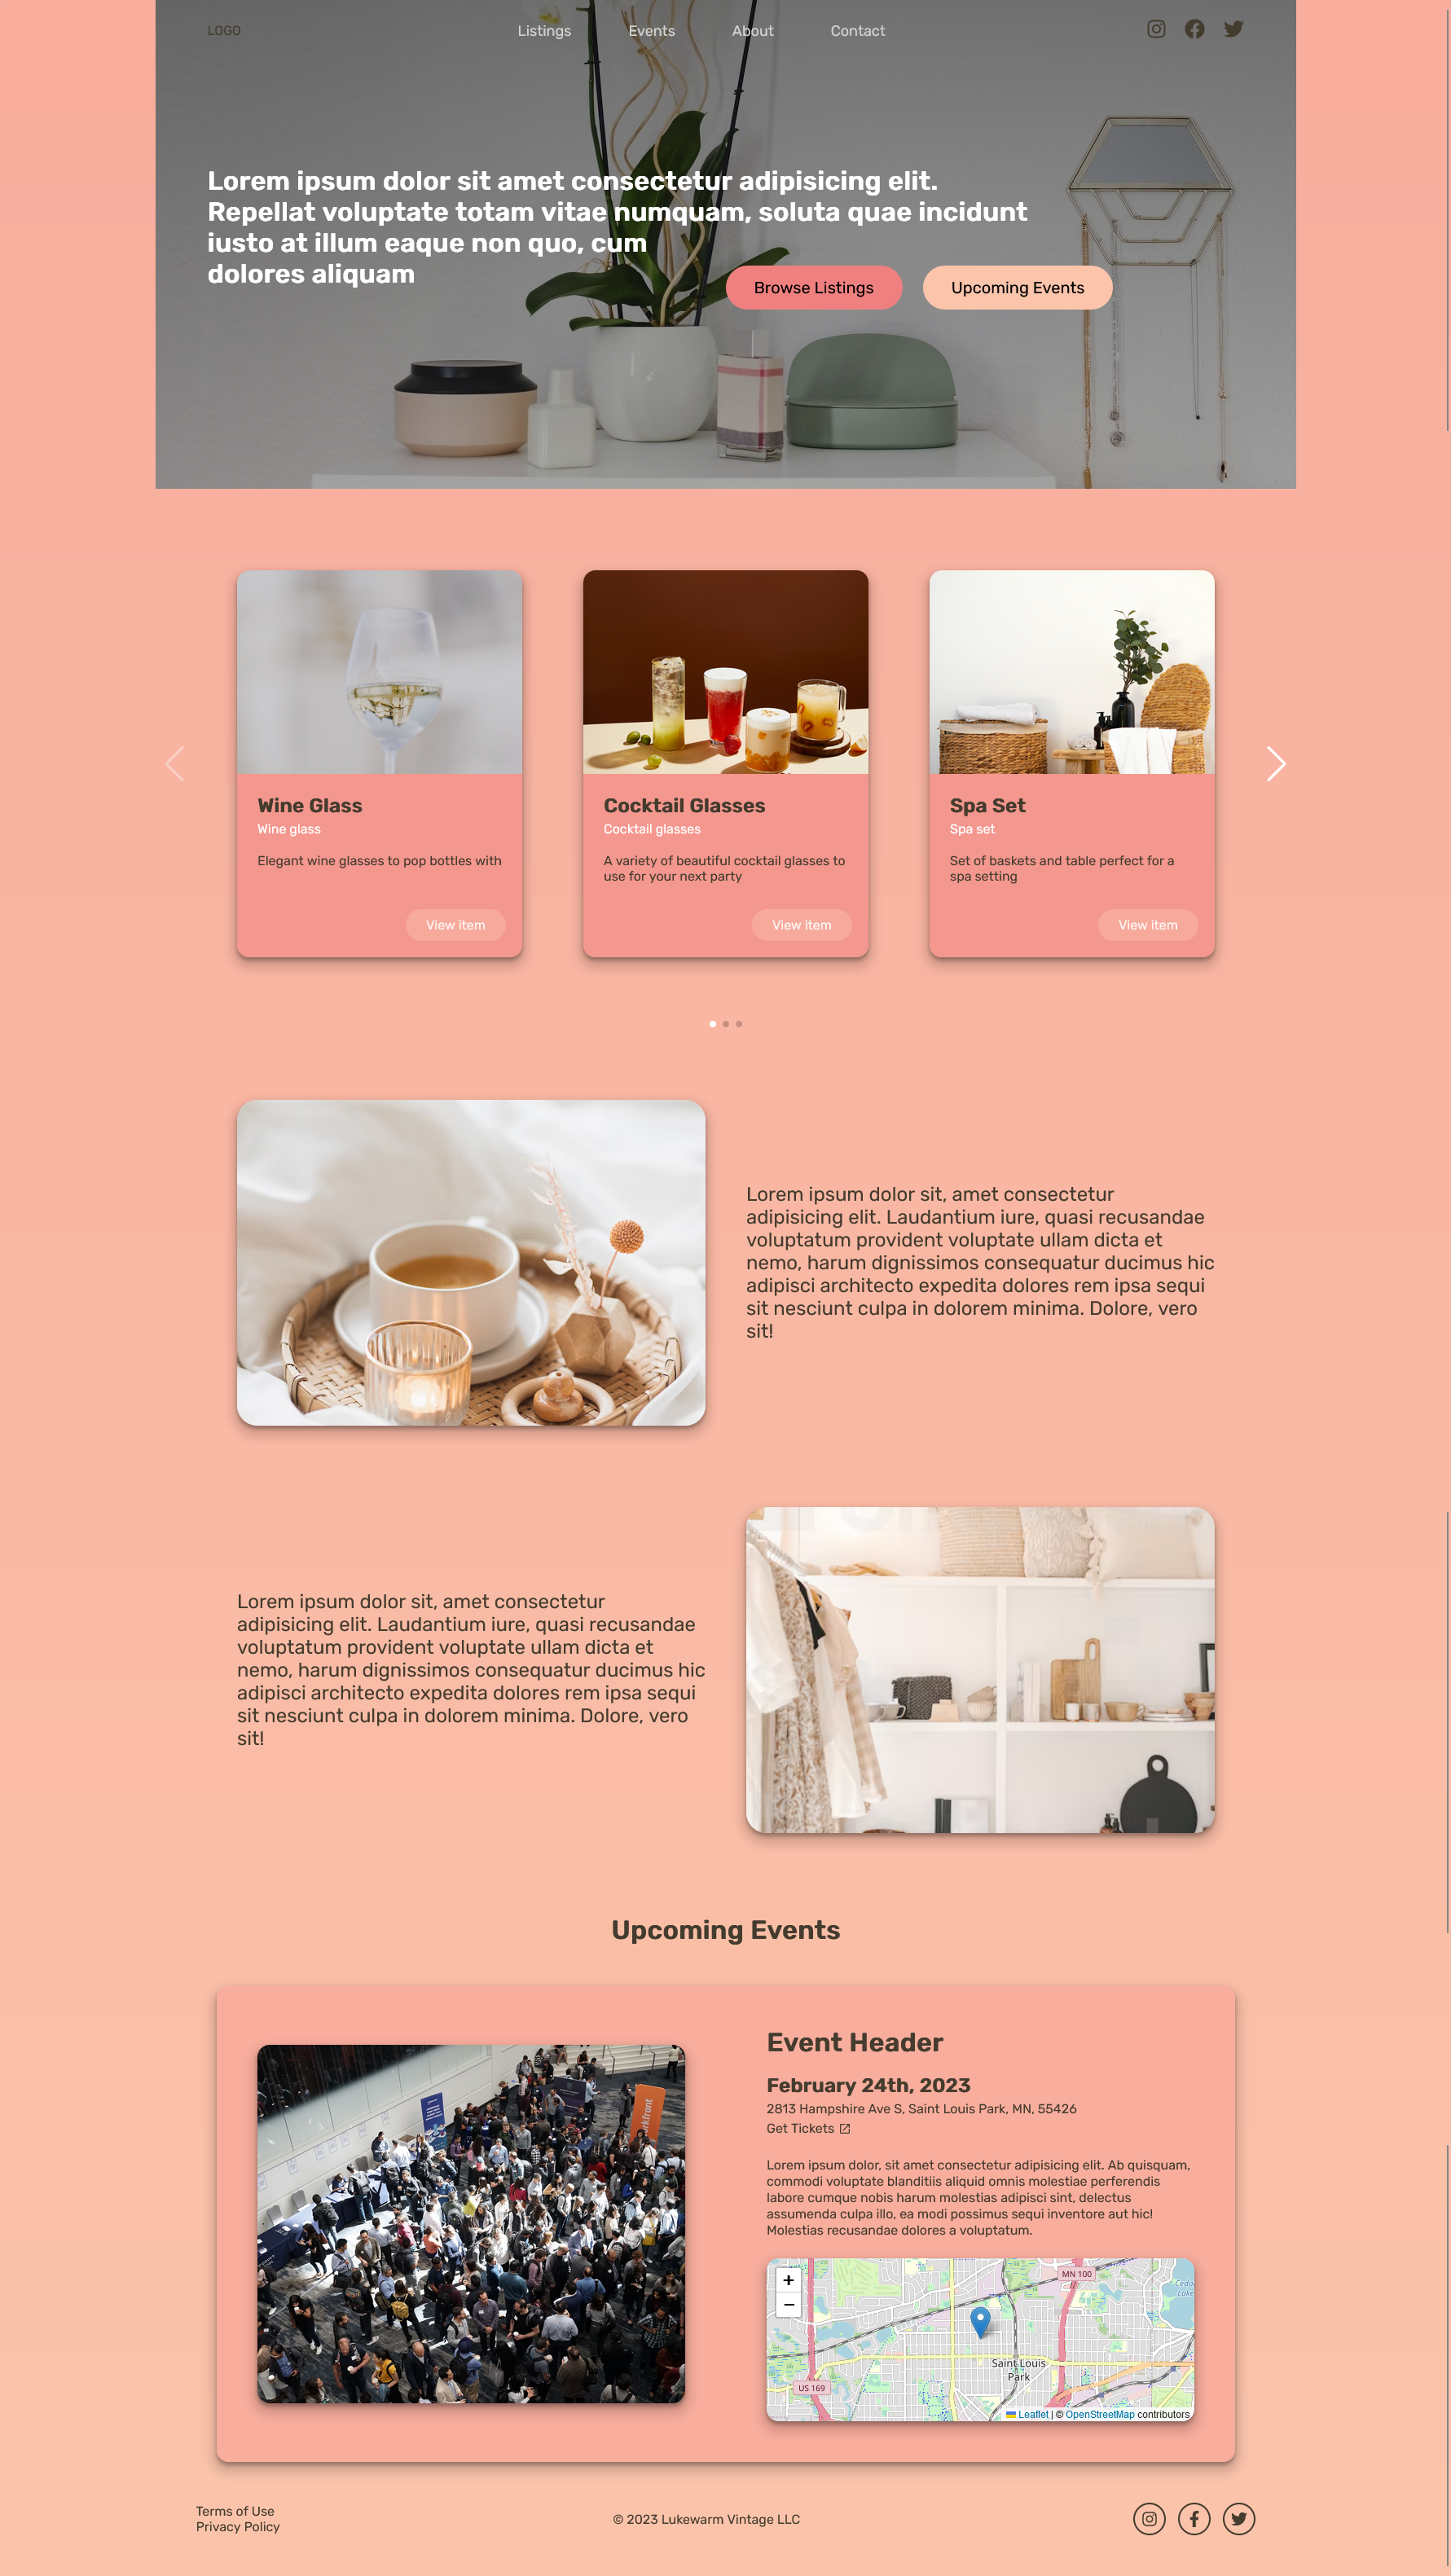 LOGO
Listings
Events
About
Contact
Lorem ipsum dolor sit amet consectetur adipisicing elit.
Repellat voluptate totam vitae numquam, soluta quae incidunt
iusto at illum eaque non quo, cum
dolores aliquam
Browse Listings
Upcoming Events
Wine Glass
Wine glass
Elegant wine glasses to pop bottles with
View item
Cocktail Glasses
Cocktail glasses
A variety of beautiful cocktail glasses to
use for your next party
View item
Spa Set
Spa set
Set of baskets and table perfect for a
spa setting
View item
Lorem ipsum dolor sit, amet consectetur
adipisicing elit. Laudantium iure, quasi recusandae
voluptatum provident voluptate ullam dicta et
nemo, harum dignissimos consequatur ducimus hic
adipisci architecto expedita dolores rem ipsa sequi
sit nesciunt culpa in dolorem minima. Dolore, vero
sit!
Lorem ipsum dolor sit, amet consectetur
adipisicing elit. Laudantium iure, quasi recusandae
voluptatum provident voluptate ullam dicta et
nemo, harum dignissimos consequatur ducimus hic
adipisci architecto expedita dolores rem ipsa sequi
sit nesciunt culpa in dolorem minima. Dolore, vero
sit!
Upcoming Events
Event Header
February 24th, 2023
2813 Hampshire Ave S, Saint Louis Park, MN, 55426
Get Tickets
Lorem ipsum dolor, sit amet consectetur adipisicing elit. Ab quisquam,
commodi voluptate blanditiis aliquid omnis molestiae perferendis
labore cumque nobis harum molestias adipisci sint, delectus
assumenda culpa illo, ea modi possimus sequi inventore aut hic!
Molestias recusandae dolores a voluptatum.
+
−
MN 100
Cedar
Lake
Saint Louis
Park
US 169
Leaflet | © OpenStreetMap contributors
Terms of Use
Privacy Policy
© 2023 Lukewarm Vintage LLC